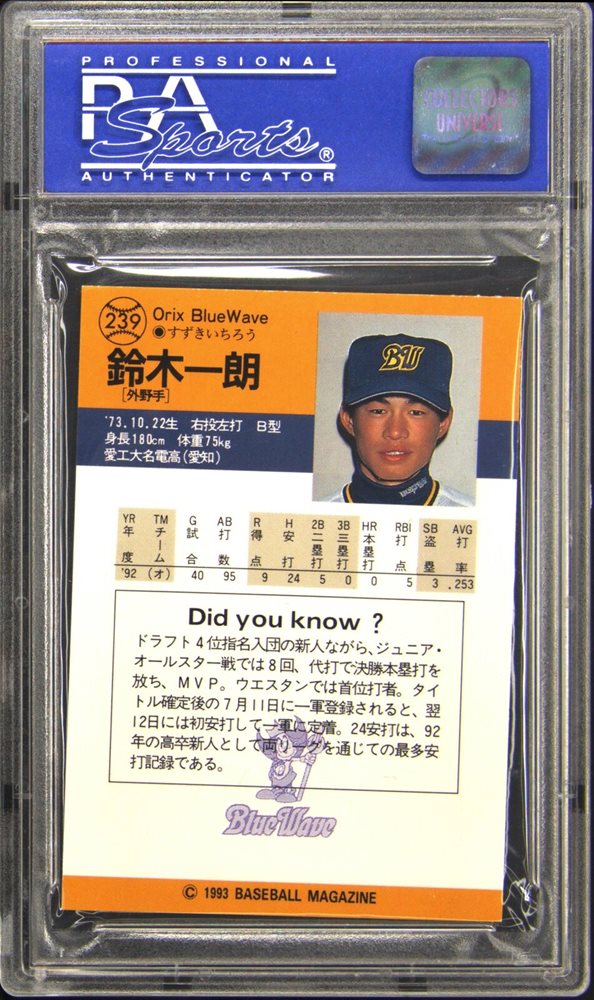 PROFESSIONAL
PSA
Sports®
AUTHENTICATOR
COLLECTORS
UNIVERSE
239
Orix BlueWave
●すずきいちろう
鈴木一朗
[外野手]
BW
'73.10.22生 右投左打 B型
身長180cm 体重75kg
愛工大名電高(愛知)
YR TM G AB R H 2B 3B HR RBI SB AVG
年度 チーム 試合 打数 得点 安打 二塁打 三塁打 本塁打 打点 盗塁 打率
'92 (オ) 40 95 9 24 5 0 0 5 3 .253
Did you know ?
ドラフト4位指名入団の新人ながら、ジュニア・
オールスター戦では8回、代打で決勝本塁打を
放ち、MVP。ウエスタンでは首位打者。タイ
トル確定後の7月11日に一軍登録されると、翌
12日には初安打して一軍に定着。24安打は、92
年の高卒新人として両リーグを通じての最多安
打記録である。
BlueWave
© 1993 BASEBALL MAGAZINE